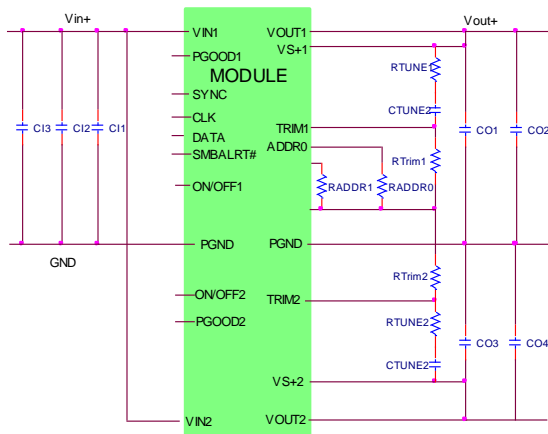 Vin+
Vout+
VIN1
VOUT1
VS+1
PGOOD1
RTUNE1
MODULE
SYNC
CTUNE2
CLK
TRIM1
CI3
CI2
CI1
DATA
ADDR0
CO1
CO2
SMBALRT#
RTrim1
ON/OFF1
RADDR1
RADDR0
PGND
PGND
GND
RTrim2
ON/OFF2
TRIM2
PGOOD2
RTUNE2
CO3
CO4
CTUNE2
VS+2
VIN2
VOUT2